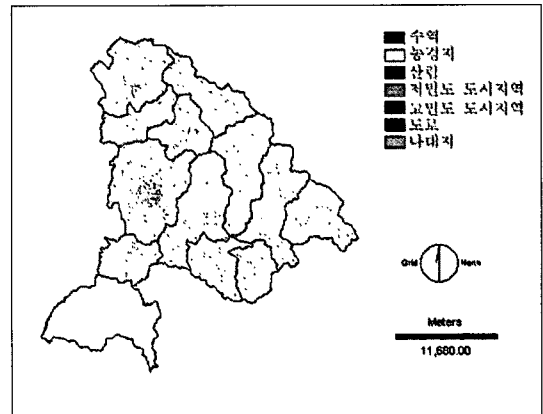 수역
농경지
산림
저밀도 도시지역
고밀도 도시지역
도로
나대지
Grid
North
Meters
11,680.00